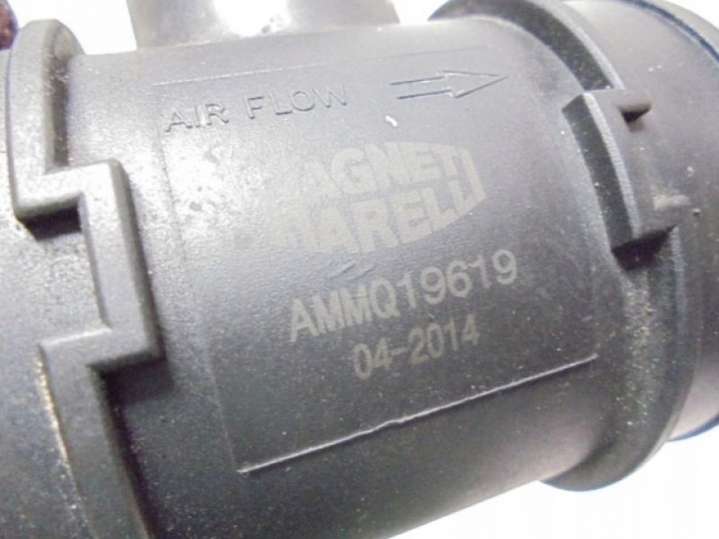 AIR FLOW
MAGNETI
MARELLI
AMMQ19619
04-2014